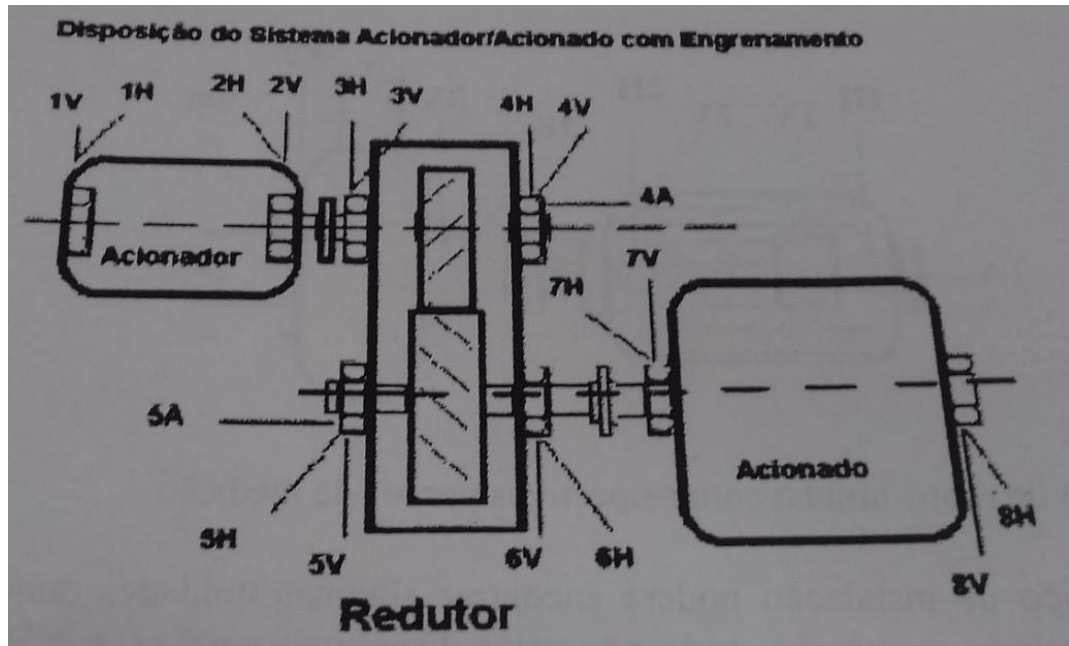 Disposição do Sistema Acionador/Acionado com Engrenamento
1V 1H 2H 2V 3H 3V 4H 4V
4A
Acionador
7V
7H
5A
Acionado
5H
5V 6V 6H
8H
8V
Redutor